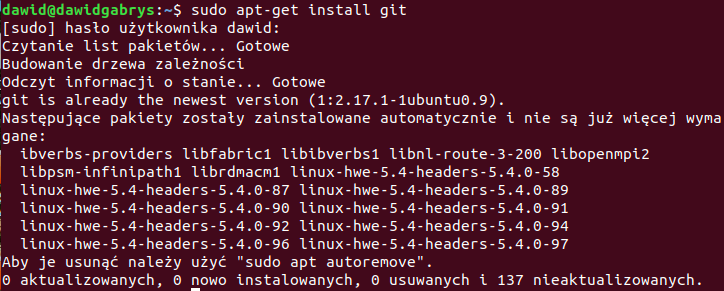 dawid@dawidgabrys:~$ sudo apt-get install git
[sudo] hasło użytkownika dawid:
Czytanie list pakietów... Gotowe
Budowanie drzewa zależności
Odczyt informacji o stanie... Gotowe
git is already the newest version (1:2.17.1-1ubuntu0.9).
Następujące pakiety zostały zainstalowane automatycznie i nie są już więcej wyma
gane:
  ibverbs-providers libfabric1 libibverbs1 libnl-route-3-200 libopenmpi2
  libpsm-infinipath1 librdmacm1 linux-hwe-5.4-headers-5.4.0-58
  linux-hwe-5.4-headers-5.4.0-87 linux-hwe-5.4-headers-5.4.0-89
  linux-hwe-5.4-headers-5.4.0-90 linux-hwe-5.4-headers-5.4.0-91
  linux-hwe-5.4-headers-5.4.0-92 linux-hwe-5.4-headers-5.4.0-94
  linux-hwe-5.4-headers-5.4.0-96 linux-hwe-5.4-headers-5.4.0-97
Aby je usunąć należy użyć "sudo apt autoremove".
0 aktualizowanych, 0 nowo instalowanych, 0 usuwanych i 137 nieaktualizowanych.